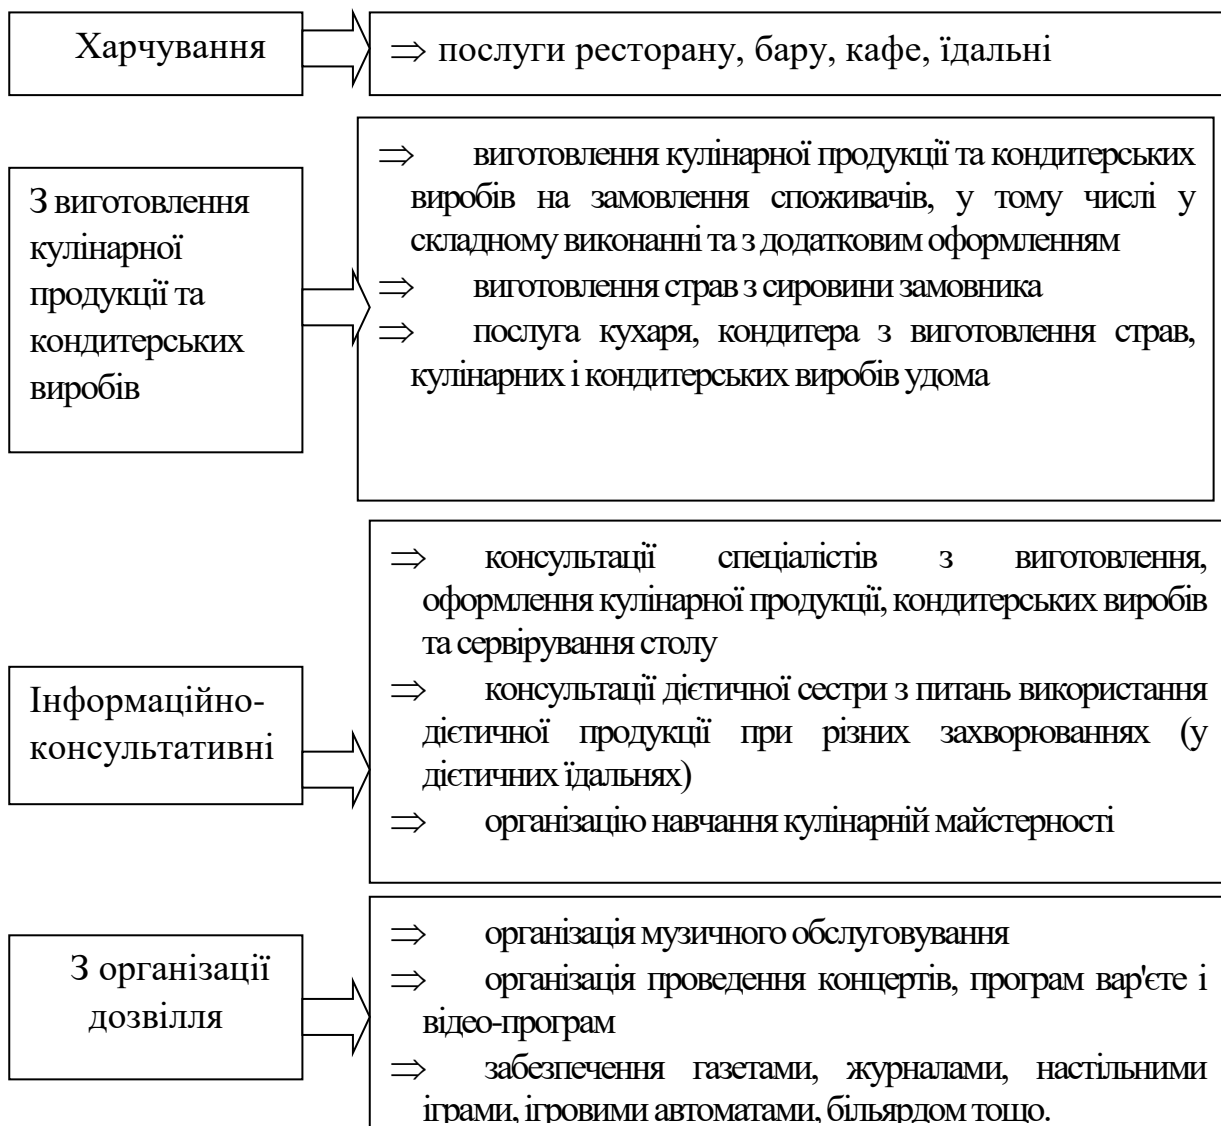 Харчування
⇒ послуги ресторану, бару, кафе, їдальні
З виготовлення
кулінарної
продукції та
кондитерських
виробів
⇒ виготовлення кулінарної продукції та кондитерських
виробів на замовлення споживачів, у тому числі у
складному виконанні та з додатковим оформленням
⇒ виготовлення страв з сировини замовника
⇒ послуга кухаря, кондитера з виготовлення страв,
кулінарних і кондитерських виробів удома
Інформаційно-
консультативні
⇒ консультації спеціалістів з виготовлення,
оформлення кулінарної продукції, кондитерських виробів
та сервірування столу
⇒ консультації дієтичної сестри з питань використання
дієтичної продукції при різних захворюваннях (у
дієтичних їдальнях)
⇒ організацію навчання кулінарній майстерності
З організації
дозвілля
⇒ організація музичного обслуговування
⇒ організація проведення концертів, програм вар'єте і
відео-програм
⇒ забезпечення газетами, журналами, настільними
іграми, ігровими автоматами, більярдом тощо.